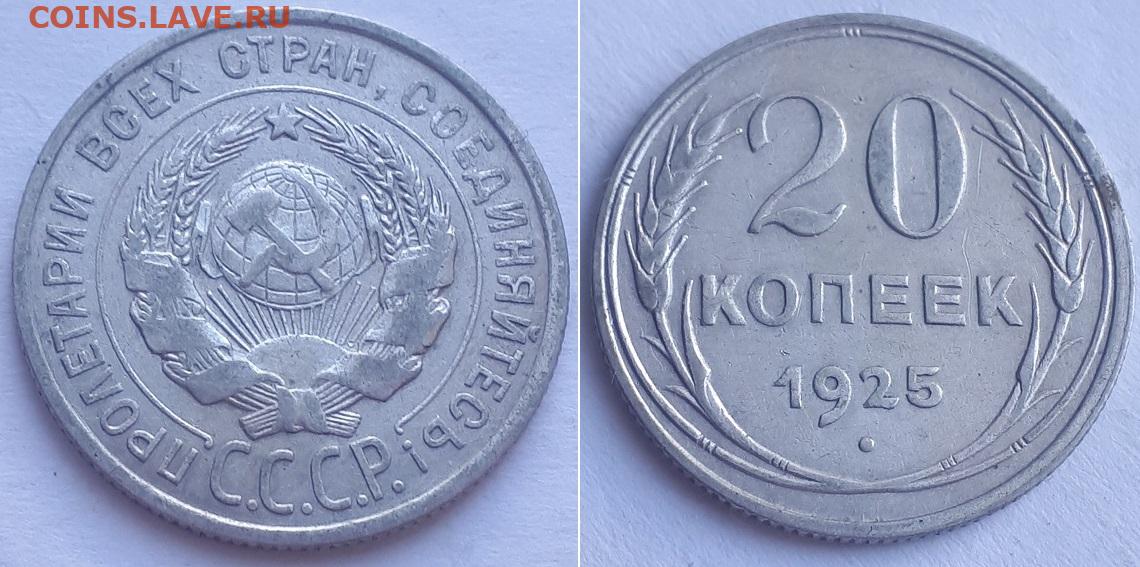 COINS.LAVE.RU
ПРОЛЕТАРИИ ВСЕХ СТРАН, СОЕДИНЯЙТЕСЬ!
С.С.С.Р.
20
КОПЕЕК
1925